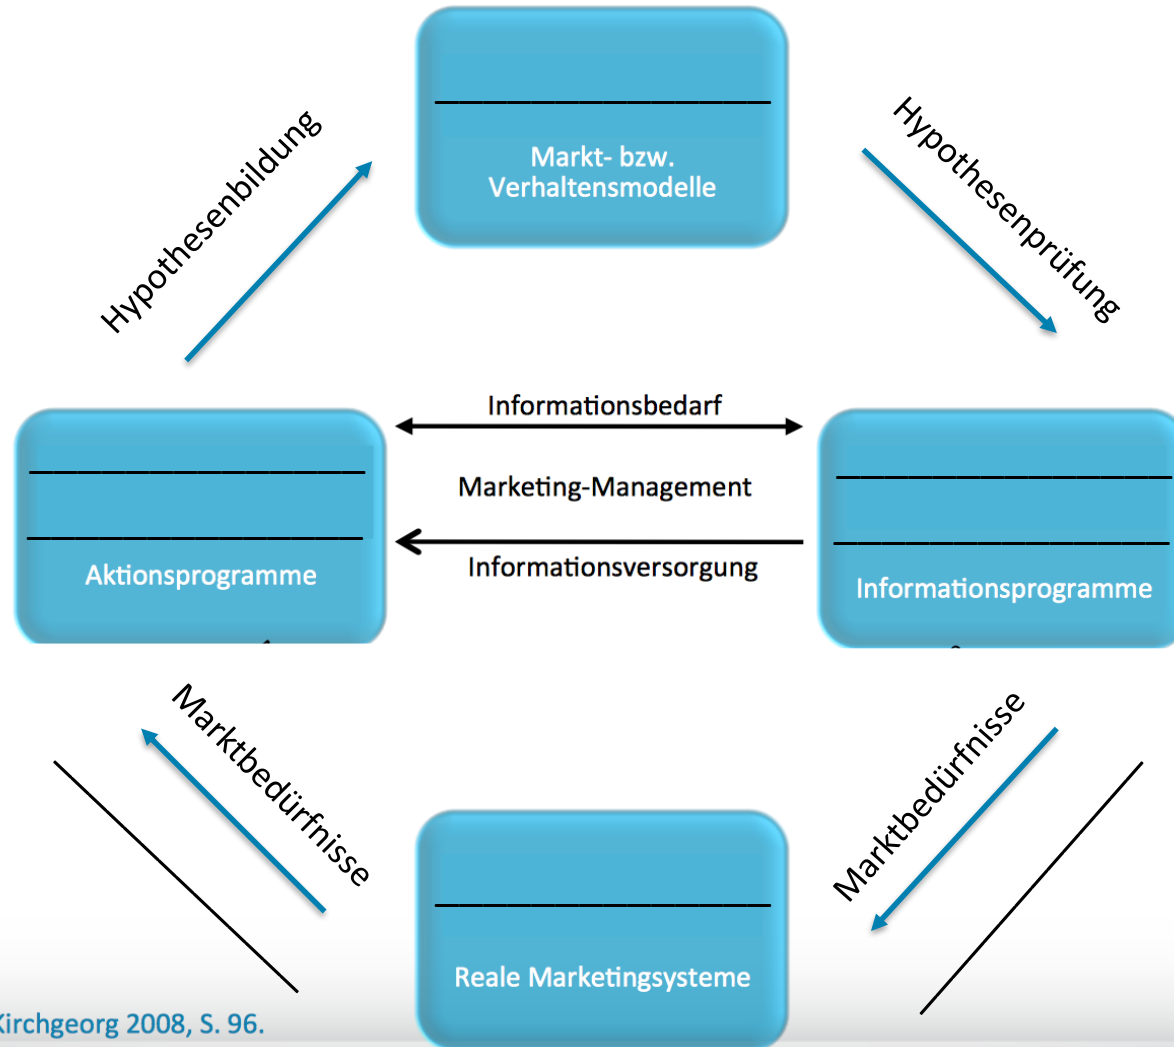 Hypothesenbildung
Markt- bzw.
Verhaltensmodelle
Hypothesenprüfung
Informationsbedarf
Marketing-Management
Informationsversorgung
Aktionsprogramme
Informationsprogramme
Marktbedürfnisse
Marktbedürfnisse
Reale Marketingsysteme
Kirchgeorg 2008, S. 96.